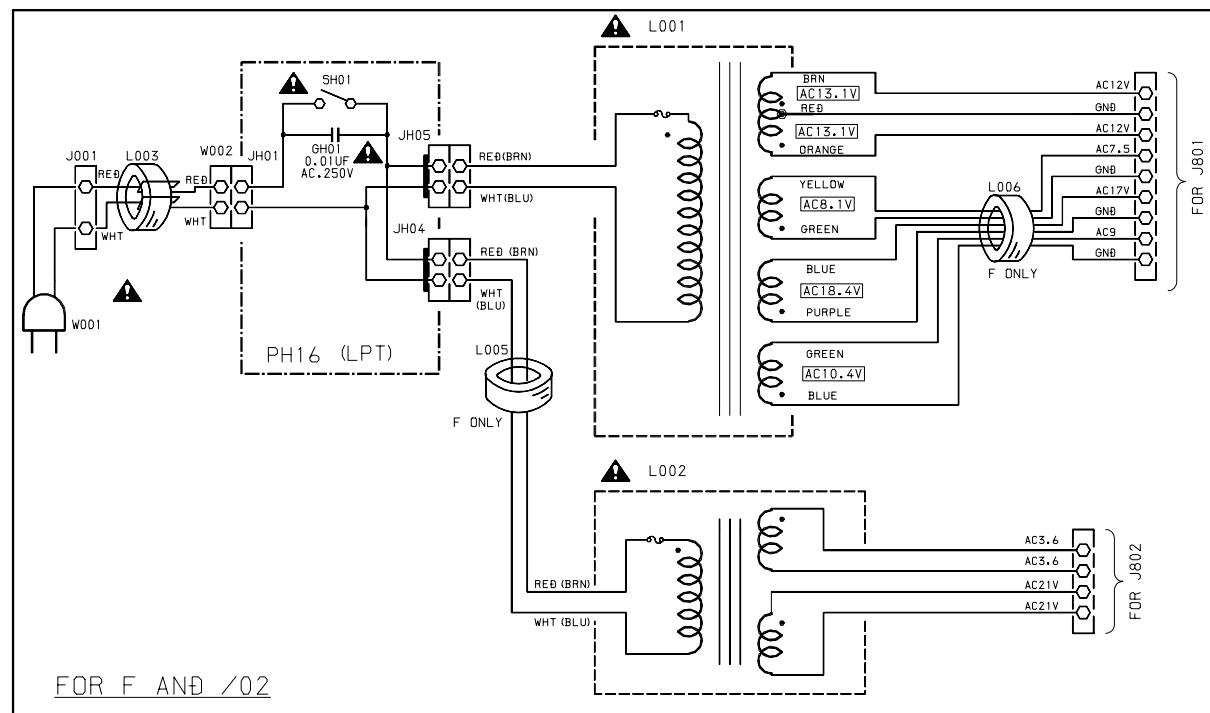 L001
SH01
GH01
0.01UF
AC.250V
J001
L003
W002
JH01
JH05
RED
RED
WHT
WHT
RED(BRN)
WHT(BLU)
JH04
RED (BRN)
WHT
(BLU)
W001
PH16 (LPT)
L005
F ONLY
BRN
AC13.1V
RED
AC13.1V
ORANGE
YELLOW
AC8.1V
GREEN
BLUE
AC18.4V
PURPLE
GREEN
AC10.4V
BLUE
L006
F ONLY
AC12V
GND
AC12V
AC7.5
GND
AC17V
GND
AC9
GND
FOR J801
L002
RED (BRN)
WHT (BLU)
AC3.6
AC3.6
AC21V
AC21V
FOR J802
FOR F AND /02